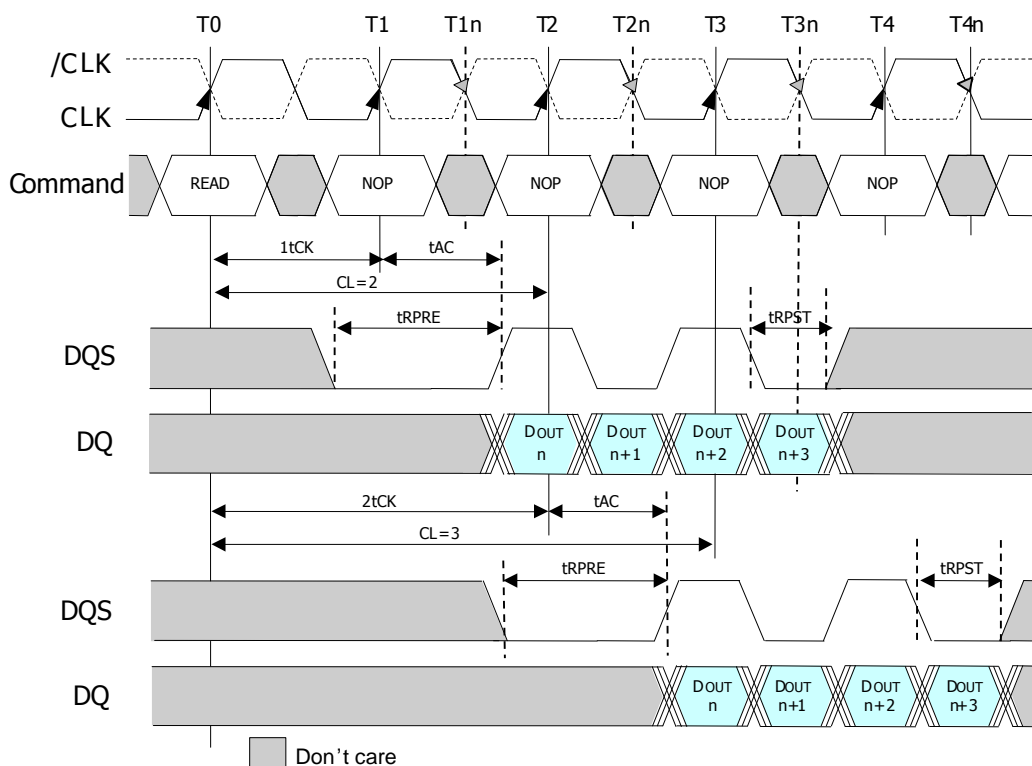 T0 T1 T1n T2 T2n T3 T3n T4 T4n
/CLK
CLK
Command READ NOP NOP NOP NOP
1tCK tAC
CL=2
tRPRE tRPST
DQS
DQ DOUT n DOUT n+1 DOUT n+2 DOUT n+3
2tCK tAC
CL=3
tRPRE tRPST
DQS
DQ DOUT n DOUT n+1 DOUT n+2 DOUT n+3
Don't care